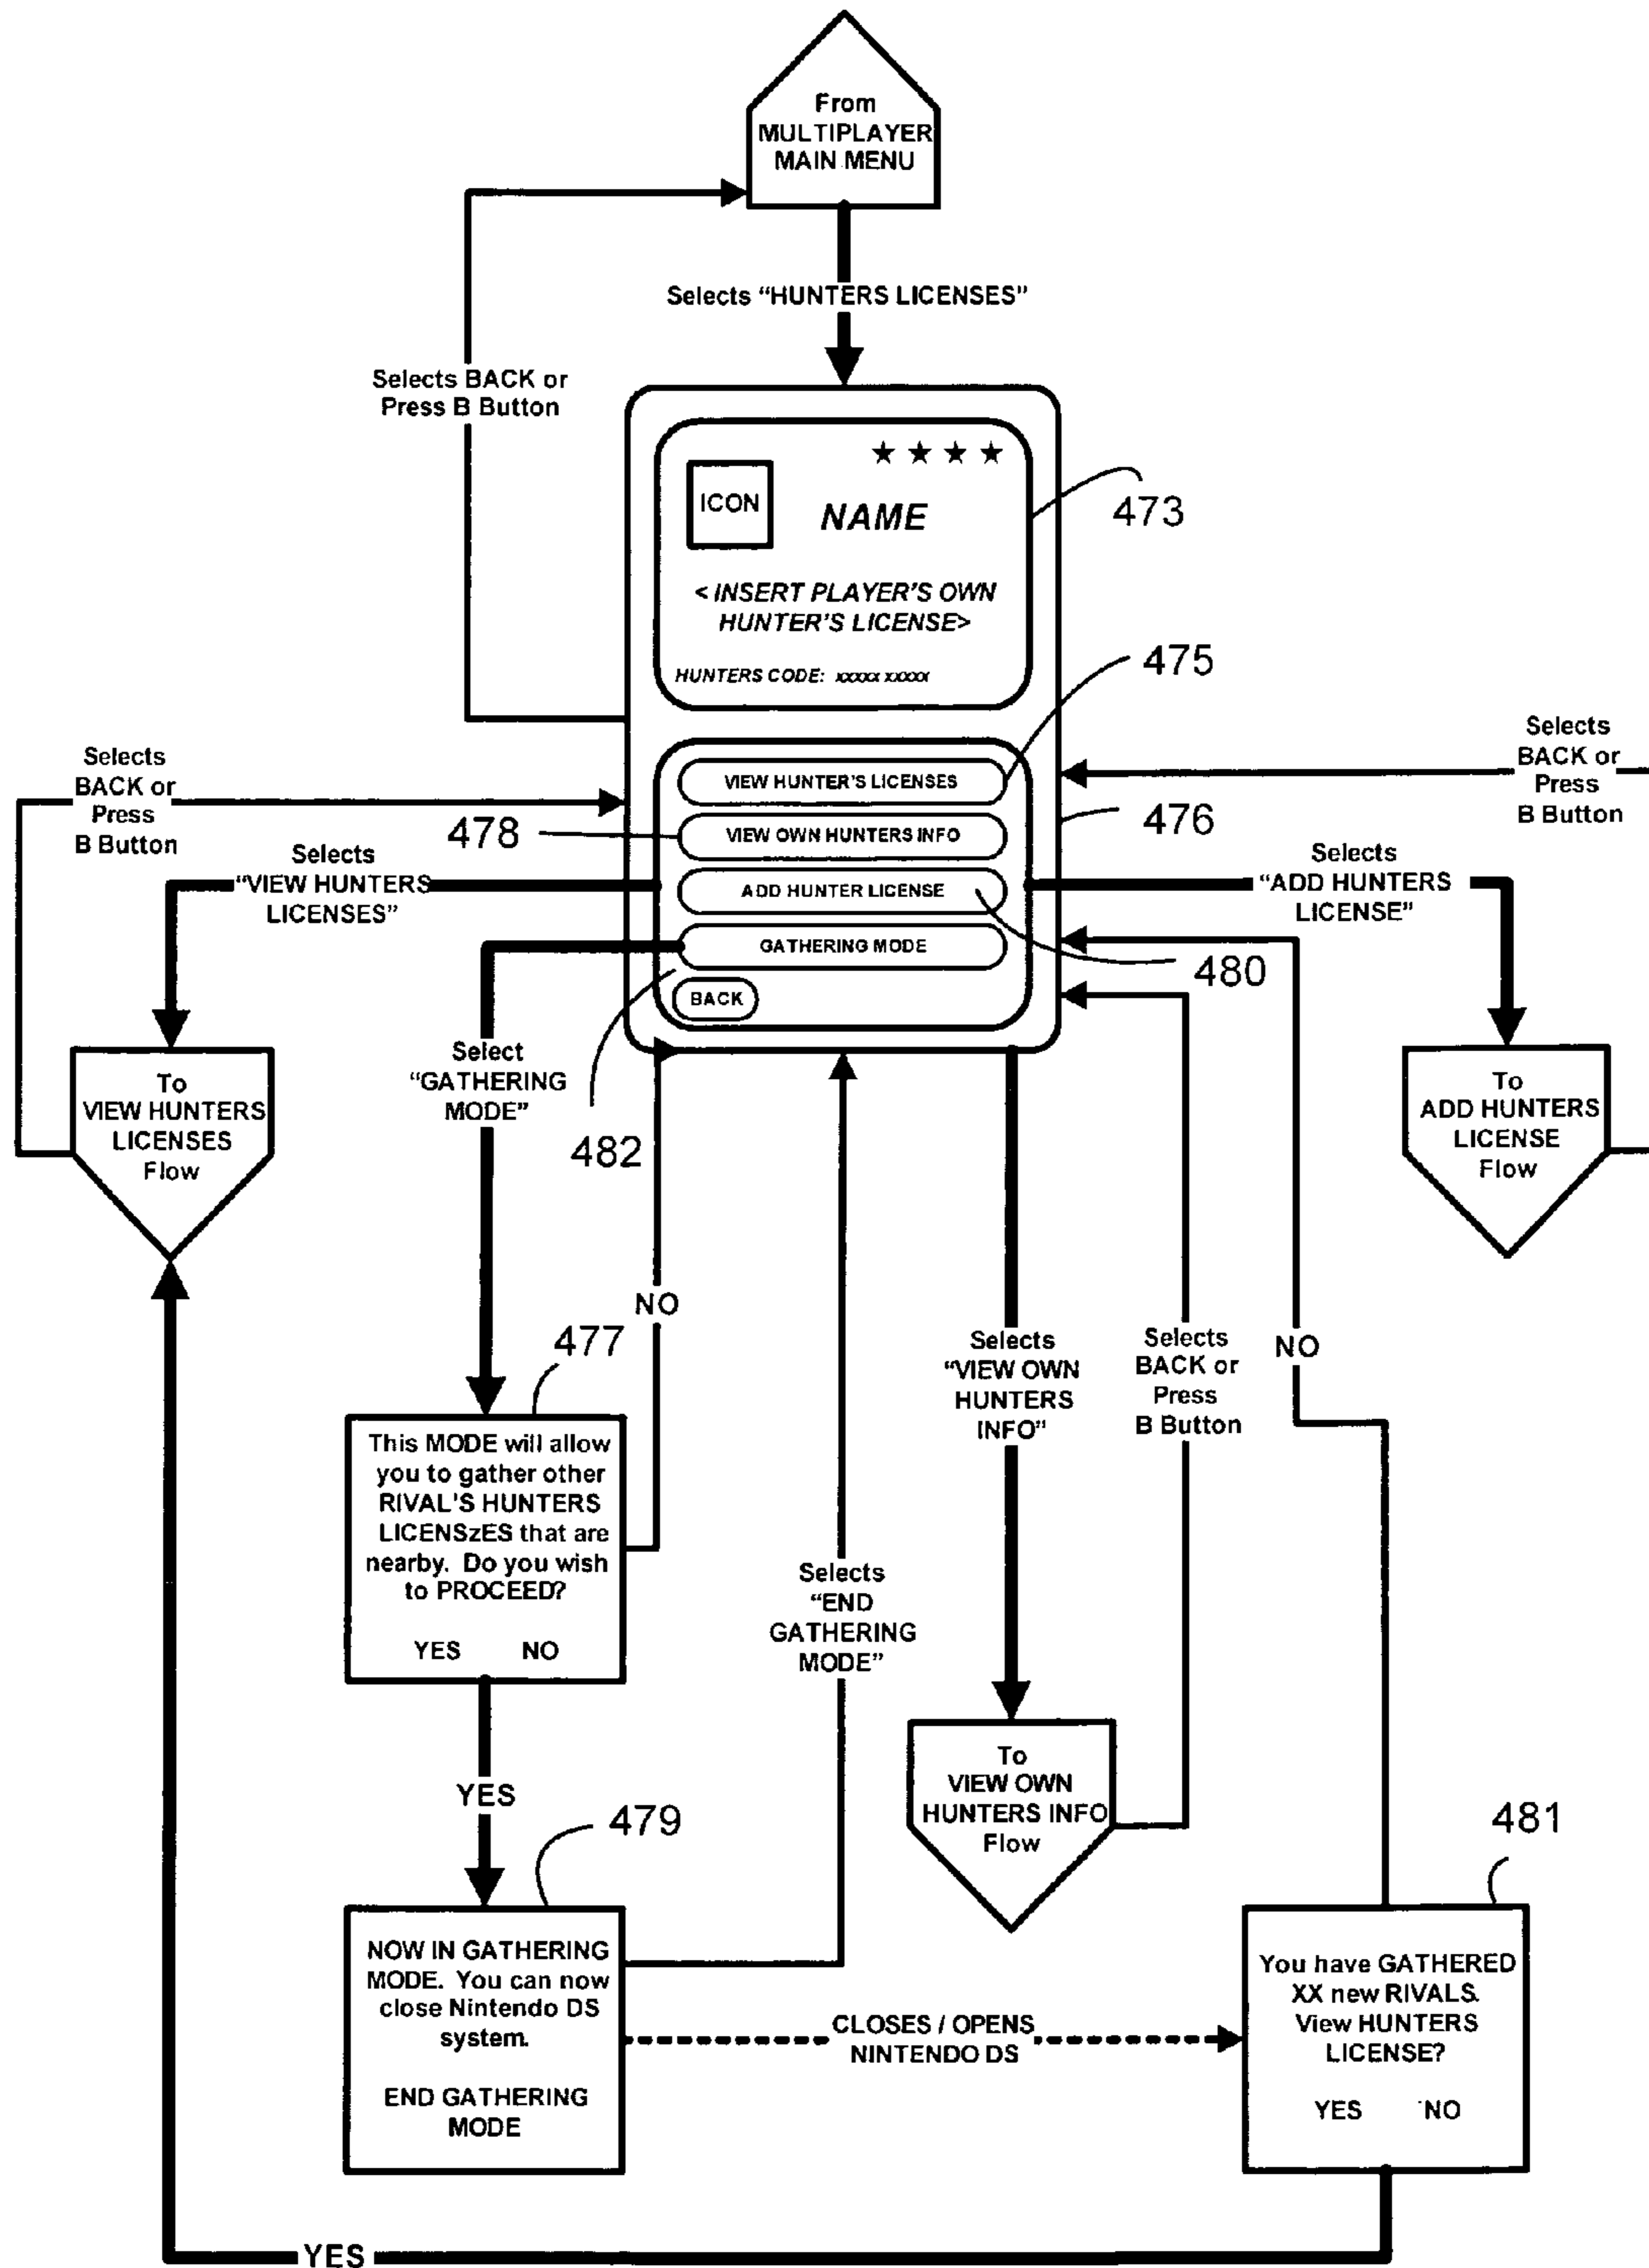 From
MULTIPLAYER
MAIN MENU
Selects “HUNTERS LICENSES”
Selects BACK or
Press B Button
ICON
NAME
473
< INSERT PLAYER'S OWN
HUNTER'S LICENSE>
HUNTERS CODE: xxxxx xxxxx
475
VIEW HUNTER'S LICENSES
476
478
VIEW OWN HUNTERS INFO
ADD HUNTER LICENSE
GATHERING MODE
480
BACK
482
Selects
BACK or
Press
B Button
Selects
“VIEW HUNTERS
LICENSES”
Selects
BACK or
Press
B Button
Selects
“ADD HUNTERS
LICENSE”
To
VIEW HUNTERS
LICENSES
Flow
Select
“GATHERING
MODE”
To
ADD HUNTERS
LICENSE
Flow
NO
477
This MODE will allow
you to gather other
RIVAL'S HUNTERS
LICENSzES that are
nearby. Do you wish
to PROCEED?
YES NO
Selects
“VIEW OWN
HUNTERS
INFO”
Selects
BACK or
Press
B Button
NO
Selects
“END
GATHERING
MODE”
YES
479
To
VIEW OWN
HUNTERS INFO
Flow
481
NOW IN GATHERING
MODE. You can now
close Nintendo DS
system.
END GATHERING
MODE
CLOSES / OPENS
NINTENDO DS
You have GATHERED
XX new RIVALS.
View HUNTERS
LICENSE?
YES NO
YES